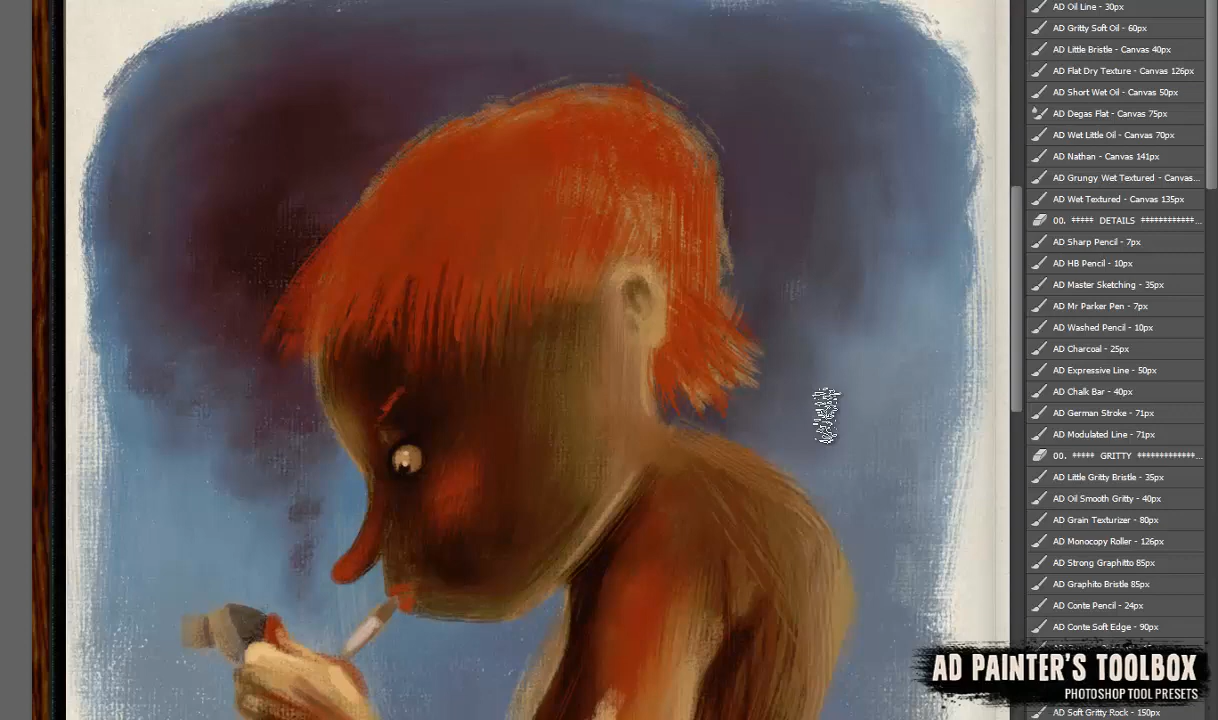 AD Oil Line - 30px
AD Gritty Soft Oil - 60px
AD Little Bristle - Canvas 40px
AD Flat Dry Texture - Canvas 126px
AD Short Wet Oil - Canvas 50px
AD Degas Flat - Canvas 75px
AD Wet Little Oil - Canvas 70px
AD Nathan - Canvas 141px
AD Grungy Wet Textured - Canvas...
AD Wet Textured - Canvas 135px
00. ***** DETAILS ************...
AD Sharp Pencil - 7px
AD HB Pencil - 10px
AD Master Sketching - 35px
AD Mr Parker Pen - 7px
AD Washed Pencil - 10px
AD Charcoal - 25px
AD Expressive Line - 50px
AD Chalk Bar - 40px
AD German Stroke - 71px
AD Modulated Line - 71px
00. ***** GRITTY *************...
AD Little Gritty Bristle - 35px
AD Oil Smooth Gritty - 40px
AD Grain Texturizer - 80px
AD Monocopy Roller - 126px
AD Strong Graphitto 85px
AD Graphito Bristle 85px
AD Conte Pencil - 24px
AD Conte Soft Edge - 90px
AD PAINTER'S TOOLBOX
PHOTOSHOP TOOL PRESETS
AD Soft Gritty Rock - 150px